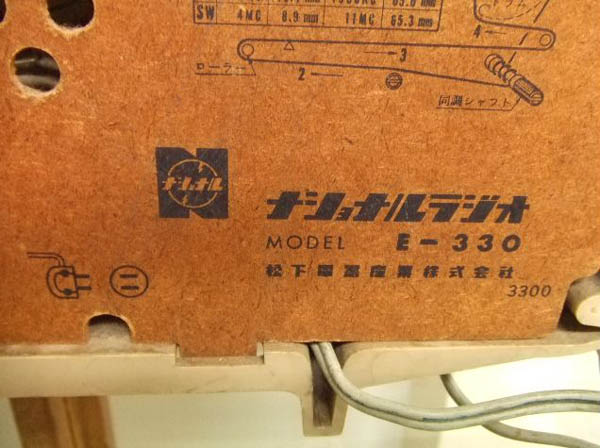 SW 4MC 8.9mm 11MC 65.3mm
4
3
ローラー
2
同調シャフト
ナショナル
ナショナルラジオ
MODEL E-330
松下電器産業株式会社
3300